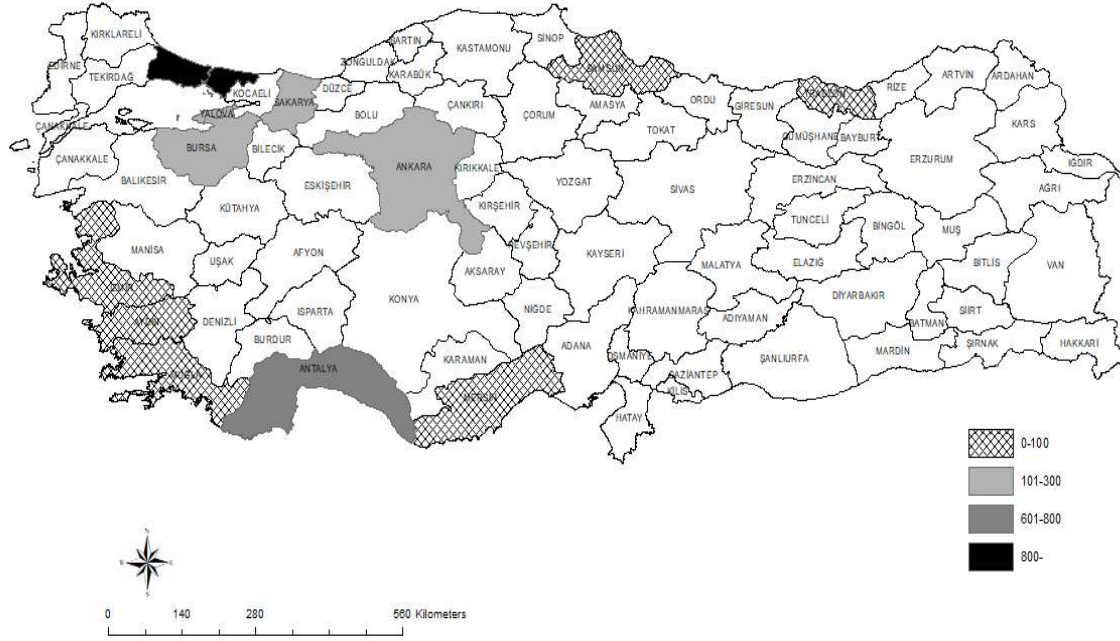 KIRKLARELİ
EDİRNE
TEKİRDAĞ
KOCAELİ
SAKARYA
DÜZCE
ZONGULDAK
BARTIN
KARABÜK
KASTAMONU
SİNOP
SAMSUN
ÇANKIRI
ÇORUM
AMASYA
ORDU
GİRESUN
TRABZON
RİZE
ARTVİN
ARDAHAN
KARS
YALOVA
BOLU
TOKAT
GÜMÜŞHANE
BAYBURT
ERZURUM
IĞDIR
ÇANAKKALE
ÇANAKKALE
BURSA
BİLECİK
ANKARA
KIRIKKALE
YOZGAT
SİVAS
ERZİNCAN
AĞRI
BALIKESİR
ESKİŞEHİR
KÜTAHYA
KIRŞEHİR
TUNCELİ
BİNGÖL
MUŞ
MANİSA
UŞAK
AFYON
NEVŞEHİR
KAYSERİ
MALATYA
ELAZIĞ
BİTLİS
VAN
İZMİR
AKSARAY
KONYA
DİYARBAKIR
AYDIN
DENİZLİ
ISPARTA
NİĞDE
KAHRAMANMARAŞ
ADIYAMAN
BATMAN
SİİRT
BURDUR
KARAMAN
ADANA
OSMANİYE
GAZİANTEP
ŞANLIURFA
MARDİN
ŞIRNAK
HAKKARİ
ANTALYA
KİLİS
HATAY
0-100
101-300
601-800
800-
N
W
E
S
0 140 280 560 Kilometers